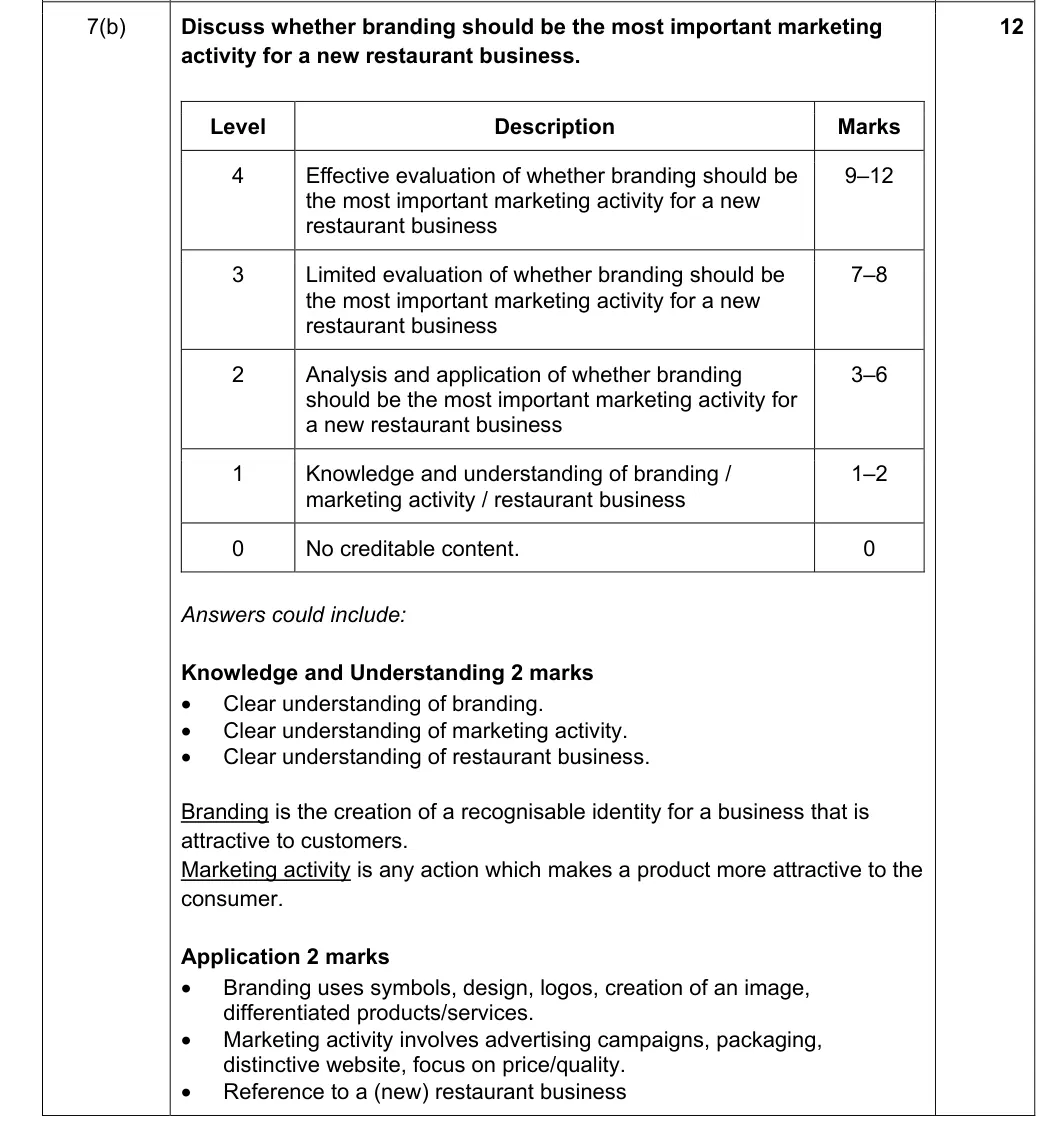 7(b) Discuss whether branding should be the most important marketing 12
activity for a new restaurant business.
Level Description Marks
4 Effective evaluation of whether branding should be 9–12
the most important marketing activity for a new
restaurant business
3 Limited evaluation of whether branding should be 7–8
the most important marketing activity for a new
restaurant business
2 Analysis and application of whether branding 3–6
should be the most important marketing activity for
a new restaurant business
1 Knowledge and understanding of branding / 1–2
marketing activity / restaurant business
0 No creditable content. 0
Answers could include:
Knowledge and Understanding 2 marks
• Clear understanding of branding.
• Clear understanding of marketing activity.
• Clear understanding of restaurant business.
Branding is the creation of a recognisable identity for a business that is
attractive to customers.
Marketing activity is any action which makes a product more attractive to the
consumer.
Application 2 marks
• Branding uses symbols, design, logos, creation of an image,
differentiated products/services.
• Marketing activity involves advertising campaigns, packaging,
distinctive website, focus on price/quality.
• Reference to a (new) restaurant business